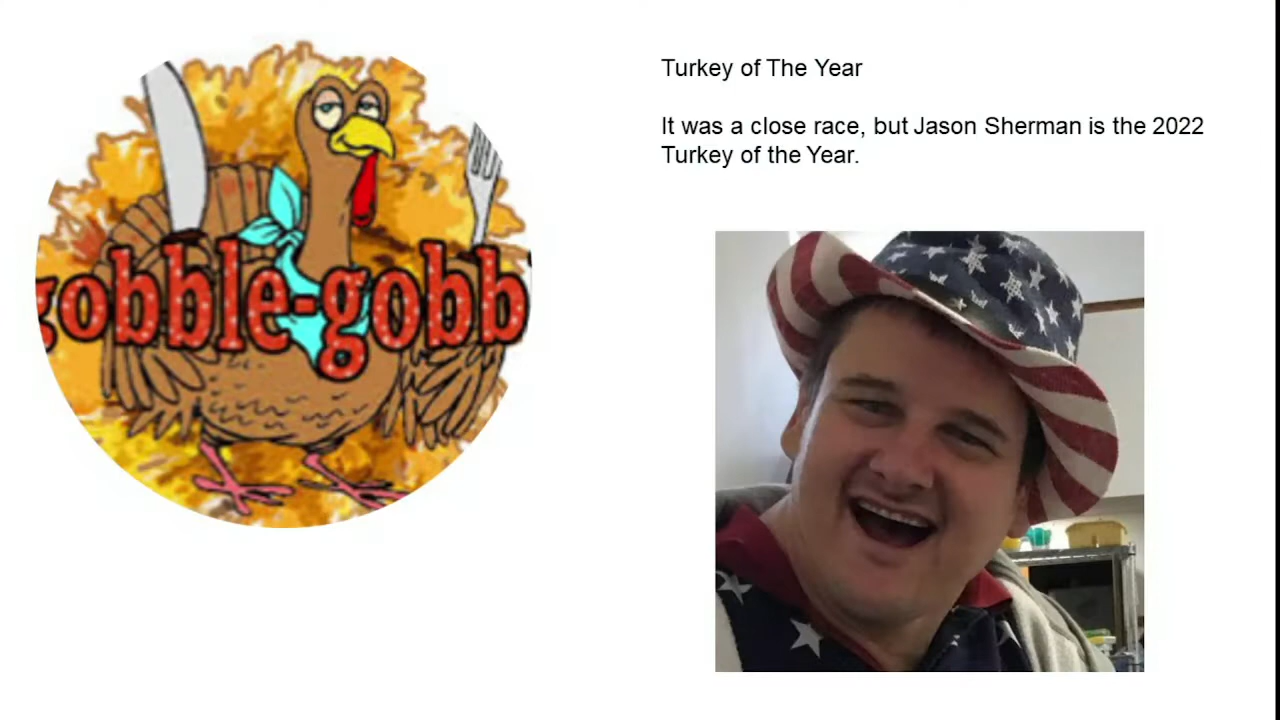 gobble-gobb
Turkey of The Year
It was a close race, but Jason Sherman is the 2022
Turkey of the Year.